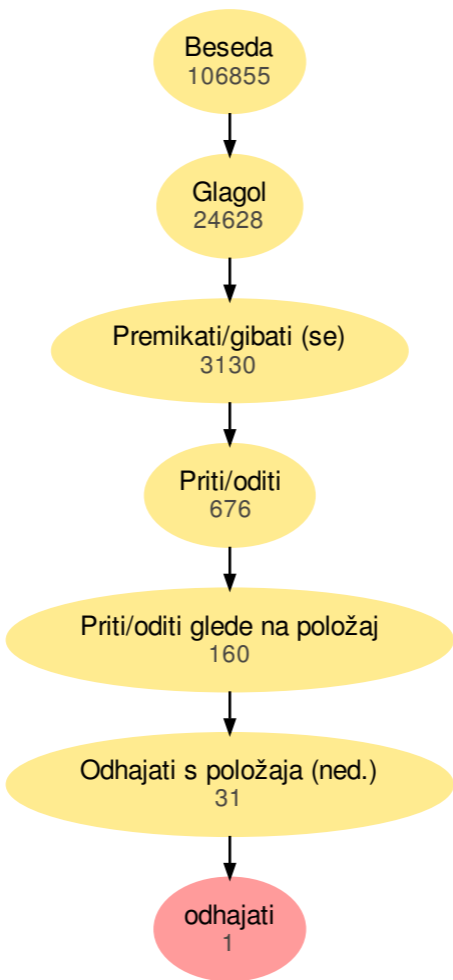 Beseda
106855
Glagol
24628
Premikati/gibati (se)
3130
Priti/oditi
676
Priti/oditi glede na položaj
160
Odhajati s položaja (ned.)
31
odhajati
1